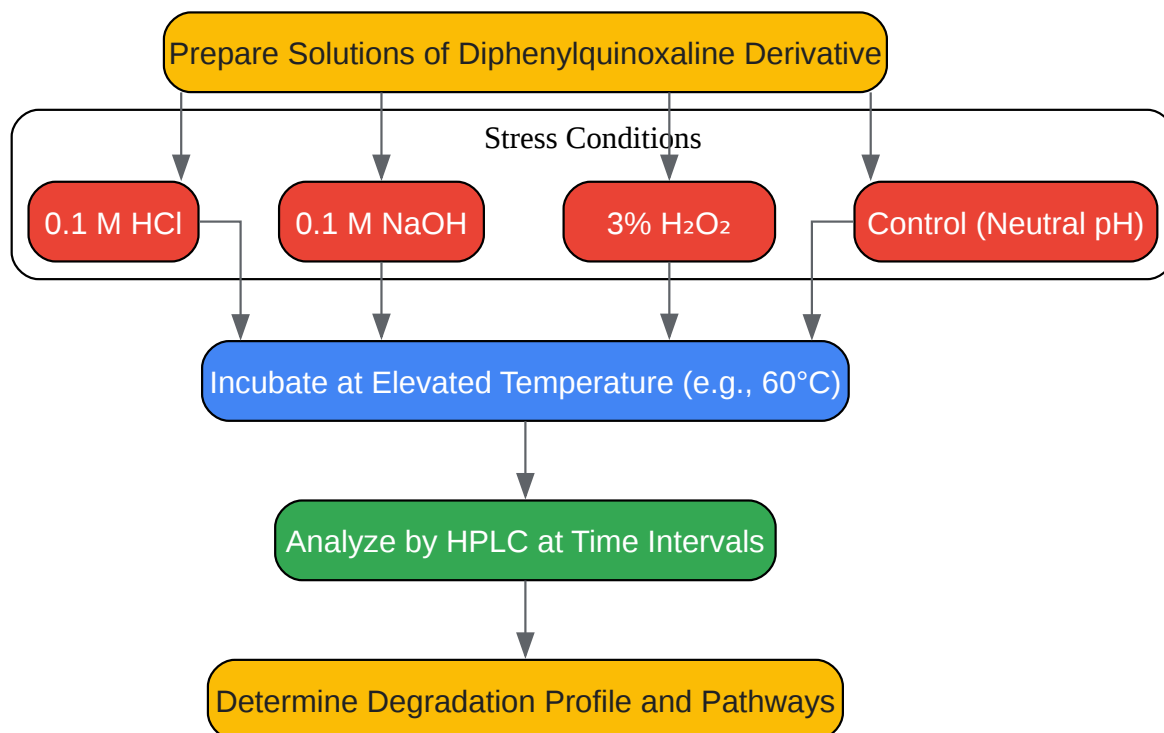 Prepare Solutions of Diphenylquinoxaline Derivative
Stress Conditions
0.1 M HCl
0.1 M NaOH
3% H₂O₂
Control (Neutral pH)
Incubate at Elevated Temperature (e.g., 60°C)
Analyze by HPLC at Time Intervals
Determine Degradation Profile and Pathways